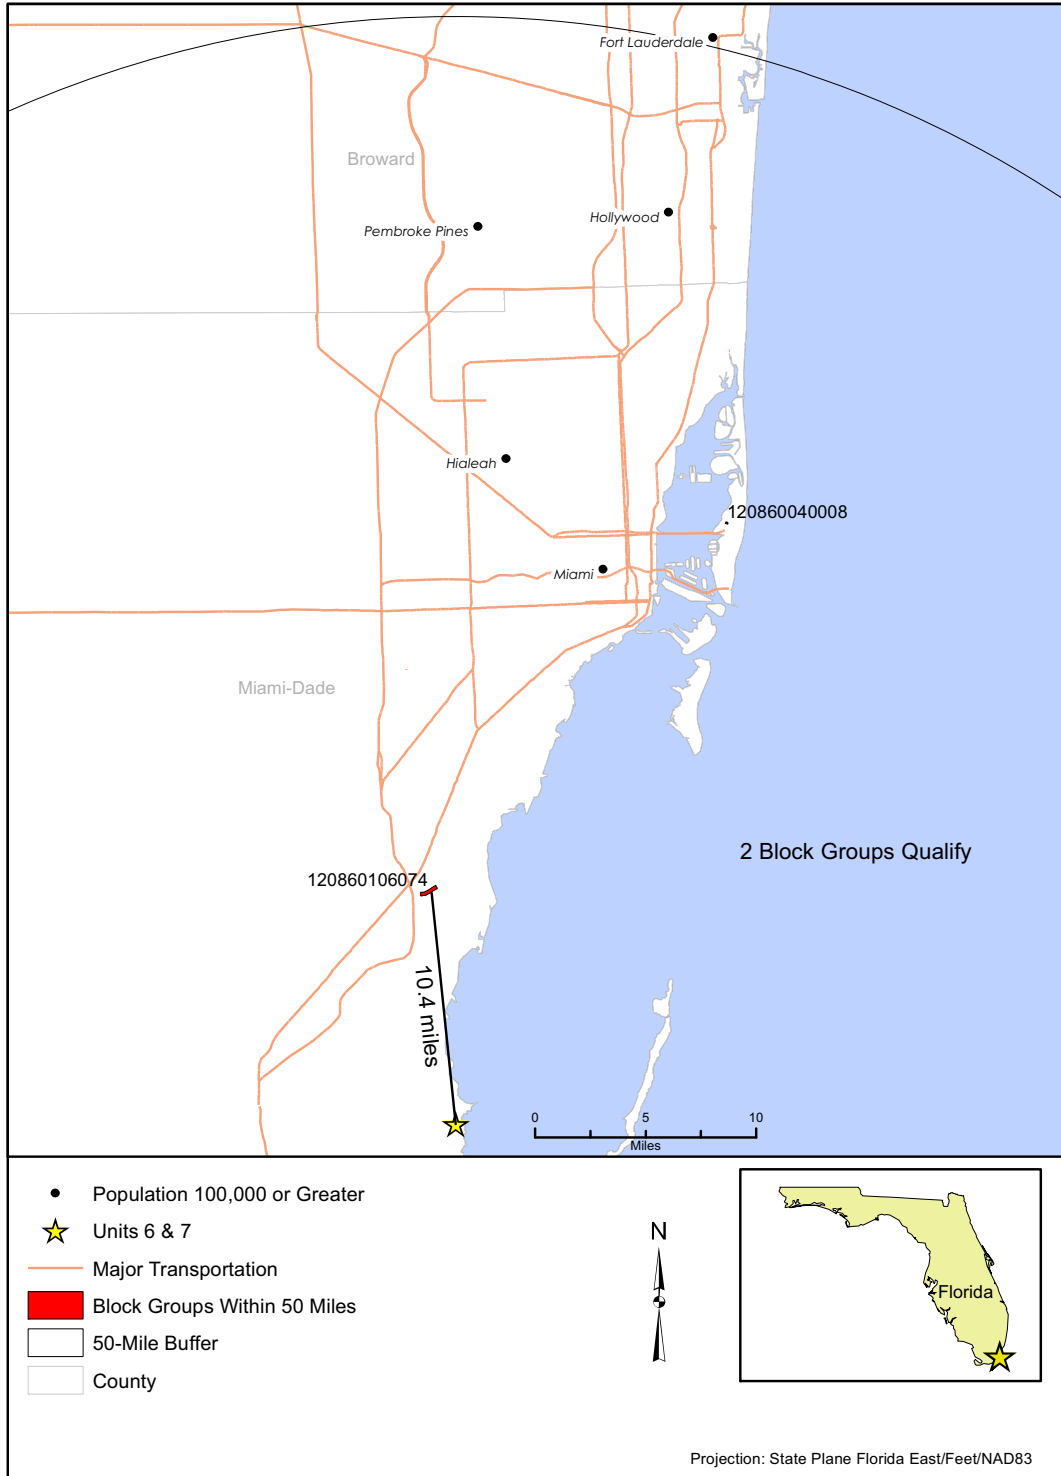 Fort Lauderdale
Broward
Hollywood
Pembroke Pines
Hialeah
120860040008
Miami
Miami-Dade
2 Block Groups Qualify
120860106074
10.4 miles
0 5 10
Miles
Population 100,000 or Greater
Units 6 & 7
Major Transportation
Block Groups Within 50 Miles
50-Mile Buffer
County
N
Florida
Projection: State Plane Florida East/Feet/NAD83